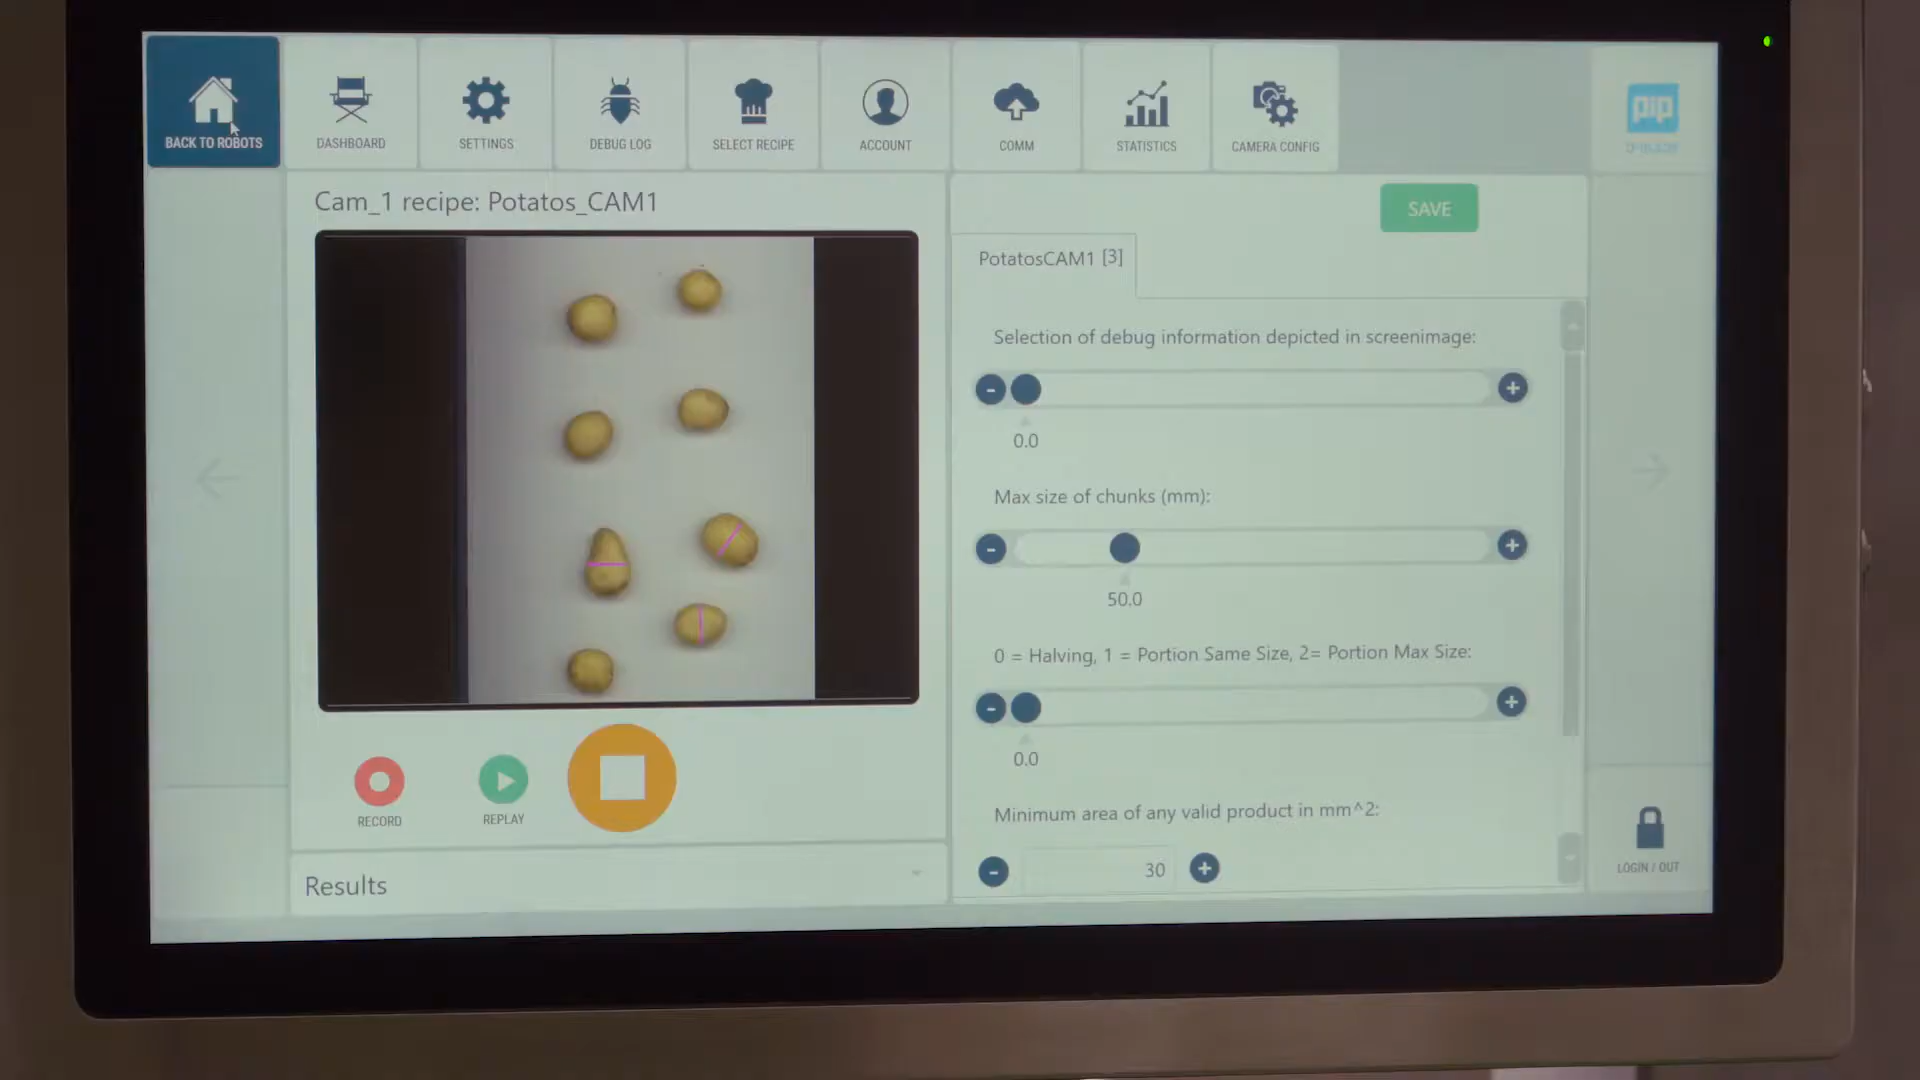 BACK TO ROBOTS
DASHBOARD
SETTINGS
DEBUG LOG
SELECT RECIPE
ACCOUNT
COMM
STATISTICS
CAMERA CONFIG
pip
Cam_1 recipe: Potatos_CAM1
SAVE
PotatosCAM1 [3]
Selection of debug information depicted in screenimage:
-
+
0.0
Max size of chunks (mm):
-
+
50.0
0 = Halving, 1 = Portion Same Size, 2= Portion Max Size:
-
+
0.0
Minimum area of any valid product in mm^2:
-
30
+
RECORD
REPLAY
Results
LOGIN / OUT